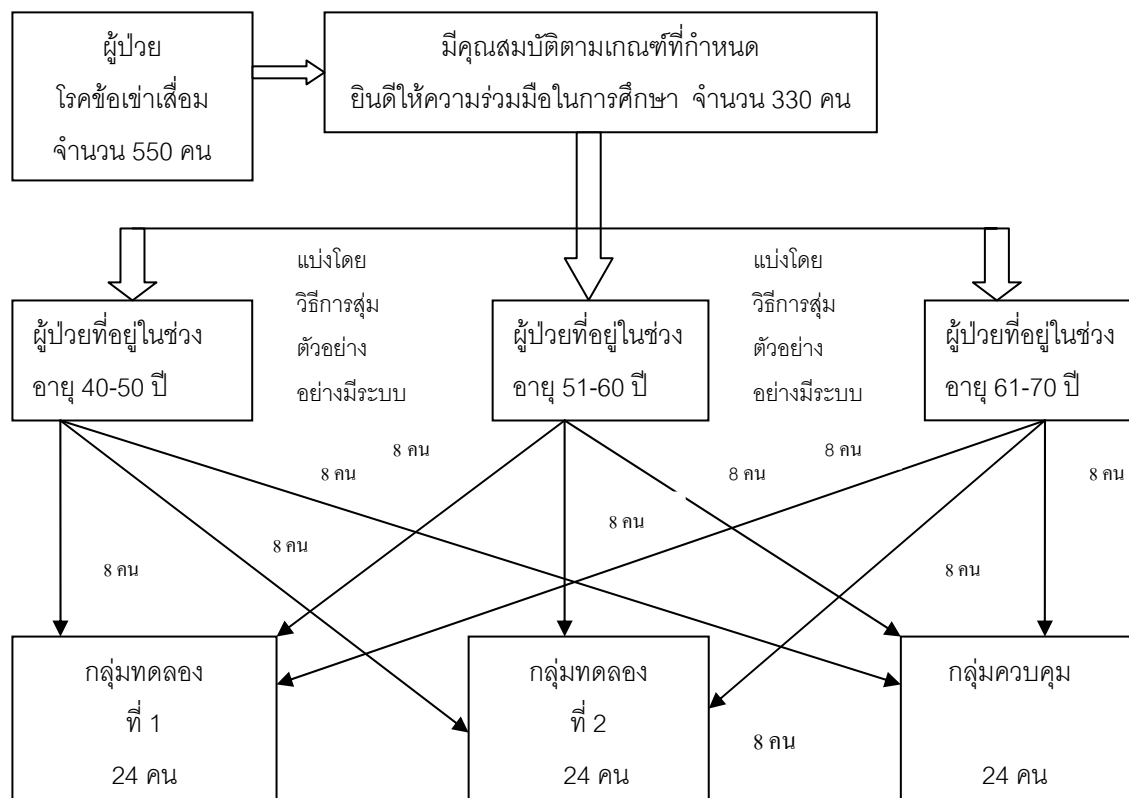 ผู้ป่วย
โรคข้อเข่าเสื่อม
จำนวน 550 คน
มีคุณสมบัติตามเกณฑ์ที่กำหนด
ยินดีให้ความร่วมมือในการศึกษา จำนวน 330 คน
แบ่งโดย
วิธีการสุ่ม
ตัวอย่าง
อย่างมีระบบ
แบ่งโดย
วิธีการสุ่ม
ตัวอย่าง
อย่างมีระบบ
ผู้ป่วยที่อยู่ในช่วง
อายุ 40-50 ปี
ผู้ป่วยที่อยู่ในช่วง
อายุ 51-60 ปี
ผู้ป่วยที่อยู่ในช่วง
อายุ 61-70 ปี
8 คน
8 คน
8 คน
8 คน
8 คน
8 คน
8 คน
8 คน
8 คน
8 คน
กลุ่มทดลอง
ที่ 1
24 คน
กลุ่มทดลอง
ที่ 2
24 คน
กลุ่มควบคุม
24 คน